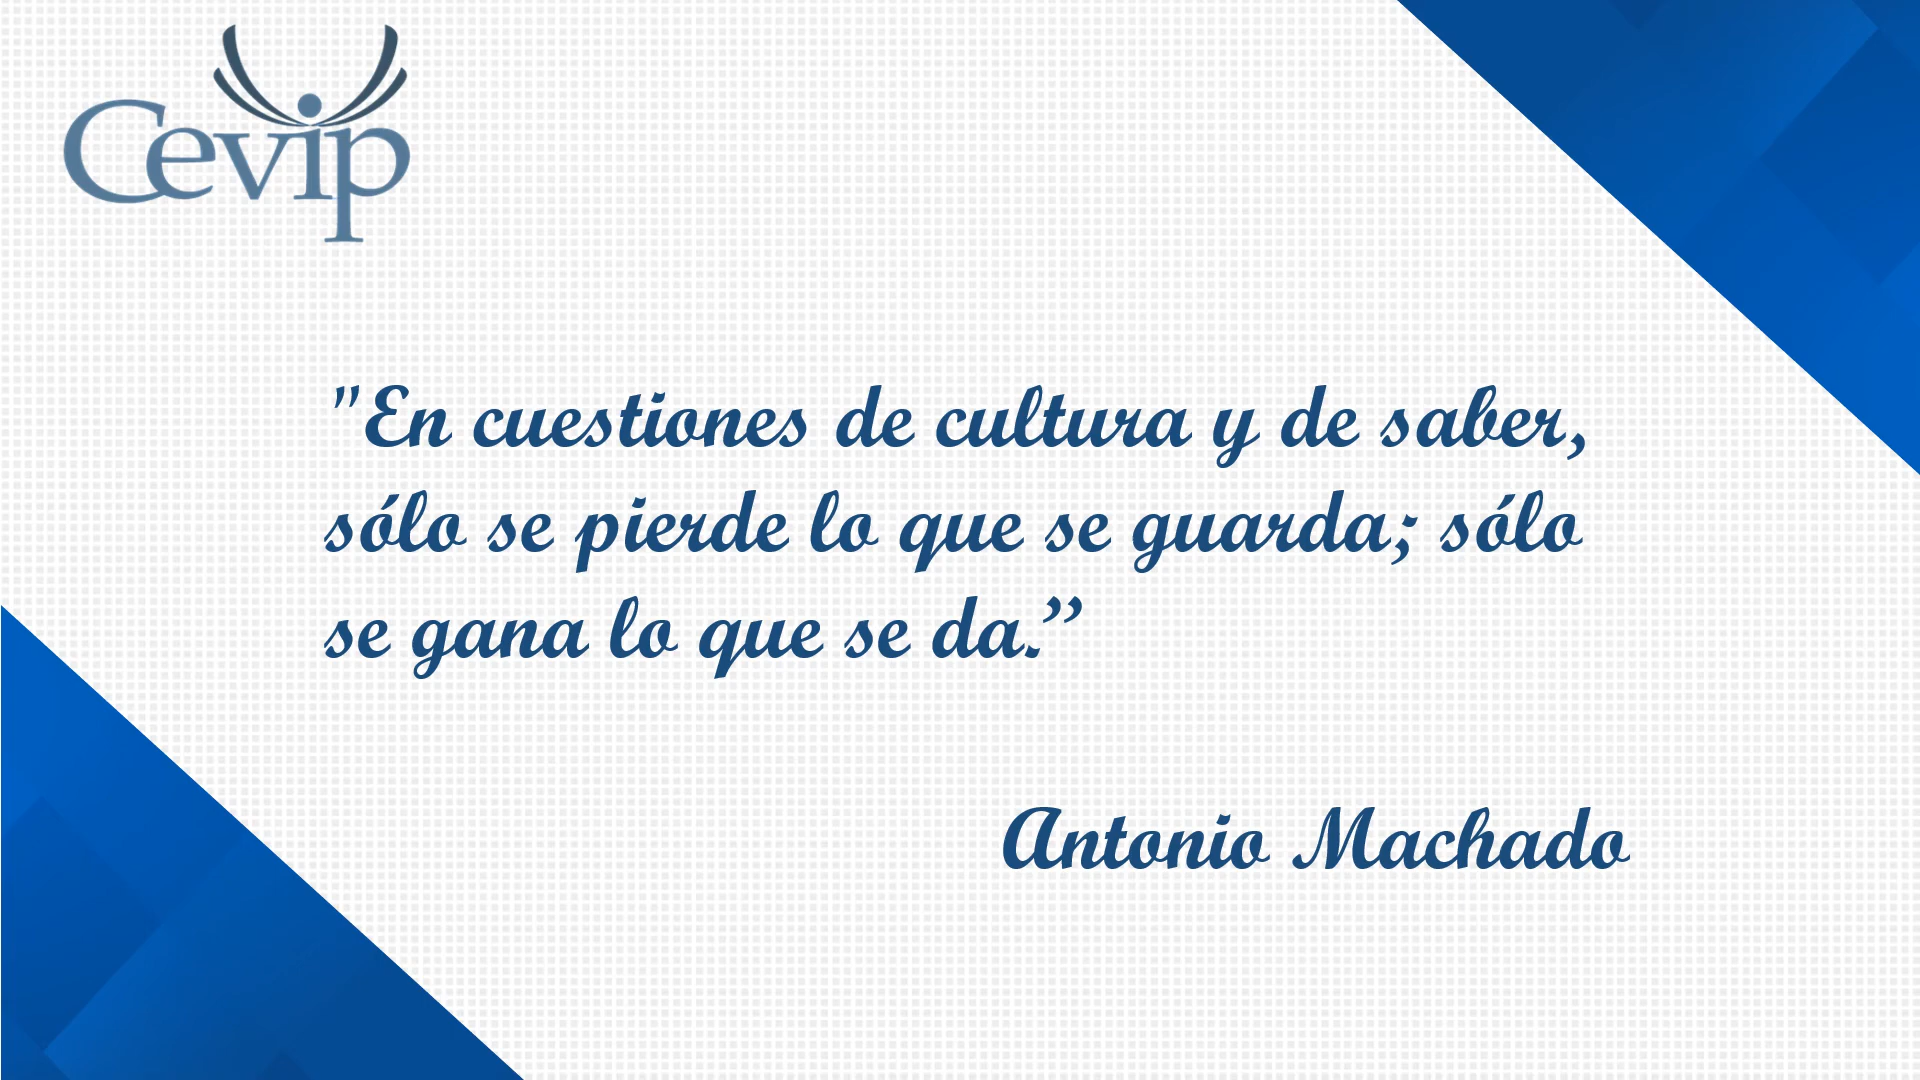 Cevip
"En cuestiones de cultura y de saber,
sólo se pierde lo que se guarda; sólo
se gana lo que se da.”
Antonio Machado